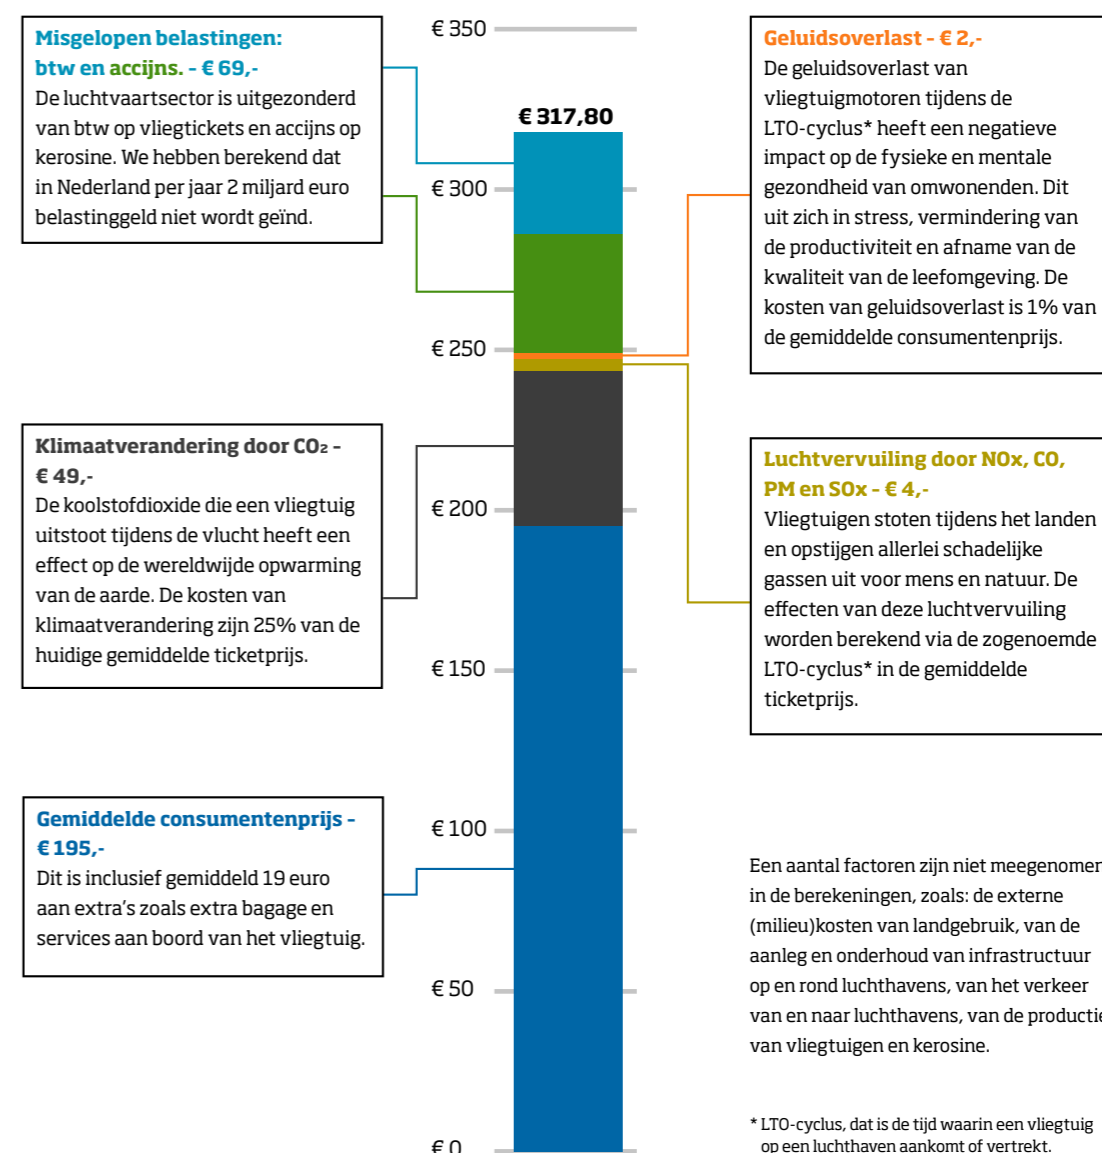 Misgelopen belastingen:
btw en accijns. – € 69,-
De luchtvaartsector is uitgezonderd
van btw op vliegtickets en accijns op
kerosine. We hebben berekend dat
in Nederland per jaar 2 miljard euro
belastinggeld niet wordt geïnd.
Klimaatverandering door CO₂ –
€ 49,-
De koolstofdioxide die een vliegtuig
uitstoot tijdens de vlucht heeft een
effect op de wereldwijde opwarming
van de aarde. De kosten van
klimaatverandering zijn 25% van de
huidige gemiddelde ticketprijs.
Gemiddelde consumentenprijs –
€ 195,-
Dit is inclusief gemiddeld 19 euro
aan extra's zoals extra bagage en
services aan boord van het vliegtuig.
€ 350
€ 317,80
€ 300
€ 250
€ 200
€ 150
€ 100
€ 50
€ 0
Geluidsoverlast – € 2,-
De geluidsoverlast van
vliegtuigmotoren tijdens de
LTO-cyclus* heeft een negatieve
impact op de fysieke en mentale
gezondheid van omwonenden. Dit
uit zich in stress, vermindering van
de productiviteit en afname van de
kwaliteit van de leefomgeving. De
kosten van geluidsoverlast is 1% van
de gemiddelde consumentenprijs.
Luchtvervuiling door NOx, CO,
PM en SOx – € 4,-
Vliegtuigen stoten tijdens het landen
en opstijgen allerlei schadelijke
gassen uit voor mens en natuur. De
effecten van deze luchtvervuiling
worden berekend via de zogenoemde
LTO-cyclus* in de gemiddelde
ticketprijs.
Een aantal factoren zijn niet meegenomen
in de berekeningen, zoals: de externe
(milieu)kosten van landgebruik, van de
aanleg en onderhoud van infrastructuur
op en rond luchthavens, van het verkeer
van en naar luchthavens, van de productie
van vliegtuigen en kerosine.
* LTO-cyclus, dat is de tijd waarin een vliegtuig
op een luchthaven aankomt of vertrekt.